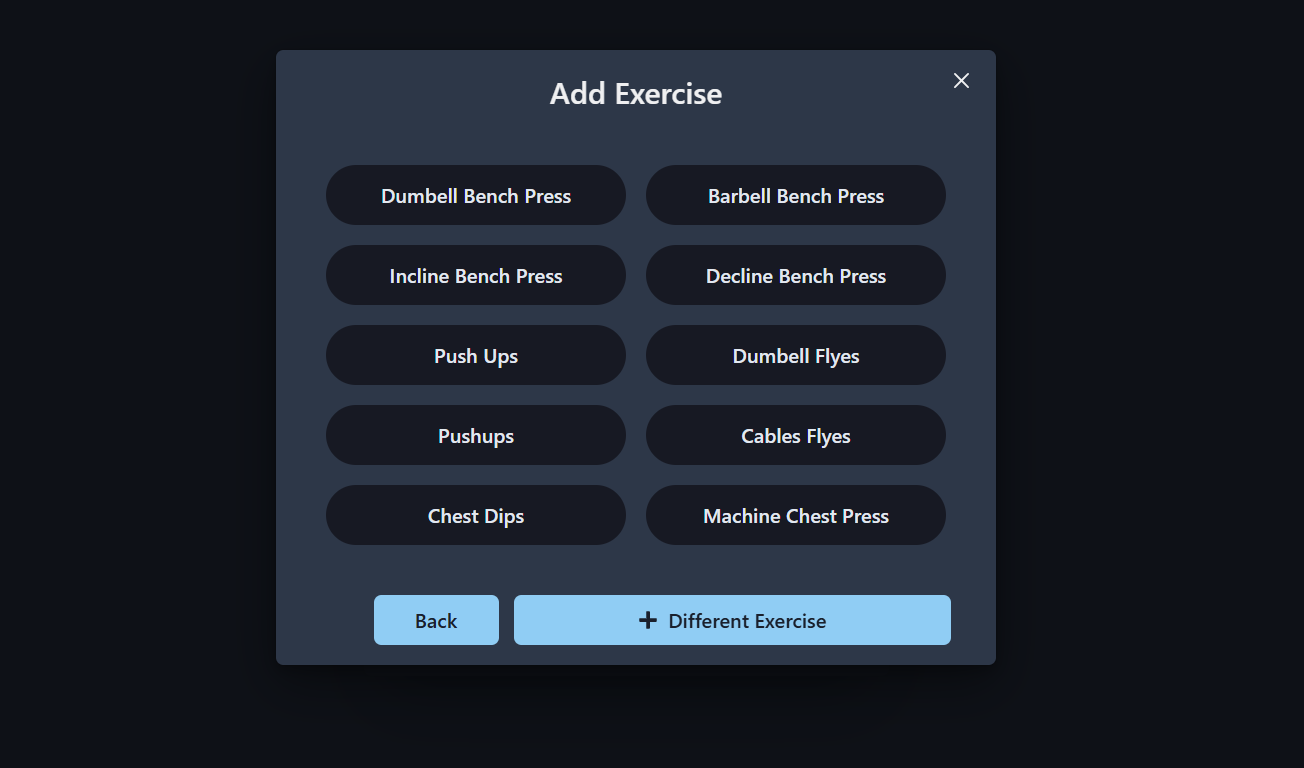 Add Exercise
Dumbell Bench Press
Barbell Bench Press
Incline Bench Press
Decline Bench Press
Push Ups
Dumbell Flyes
Pushups
Cables Flyes
Chest Dips
Machine Chest Press
Back
Different Exercise